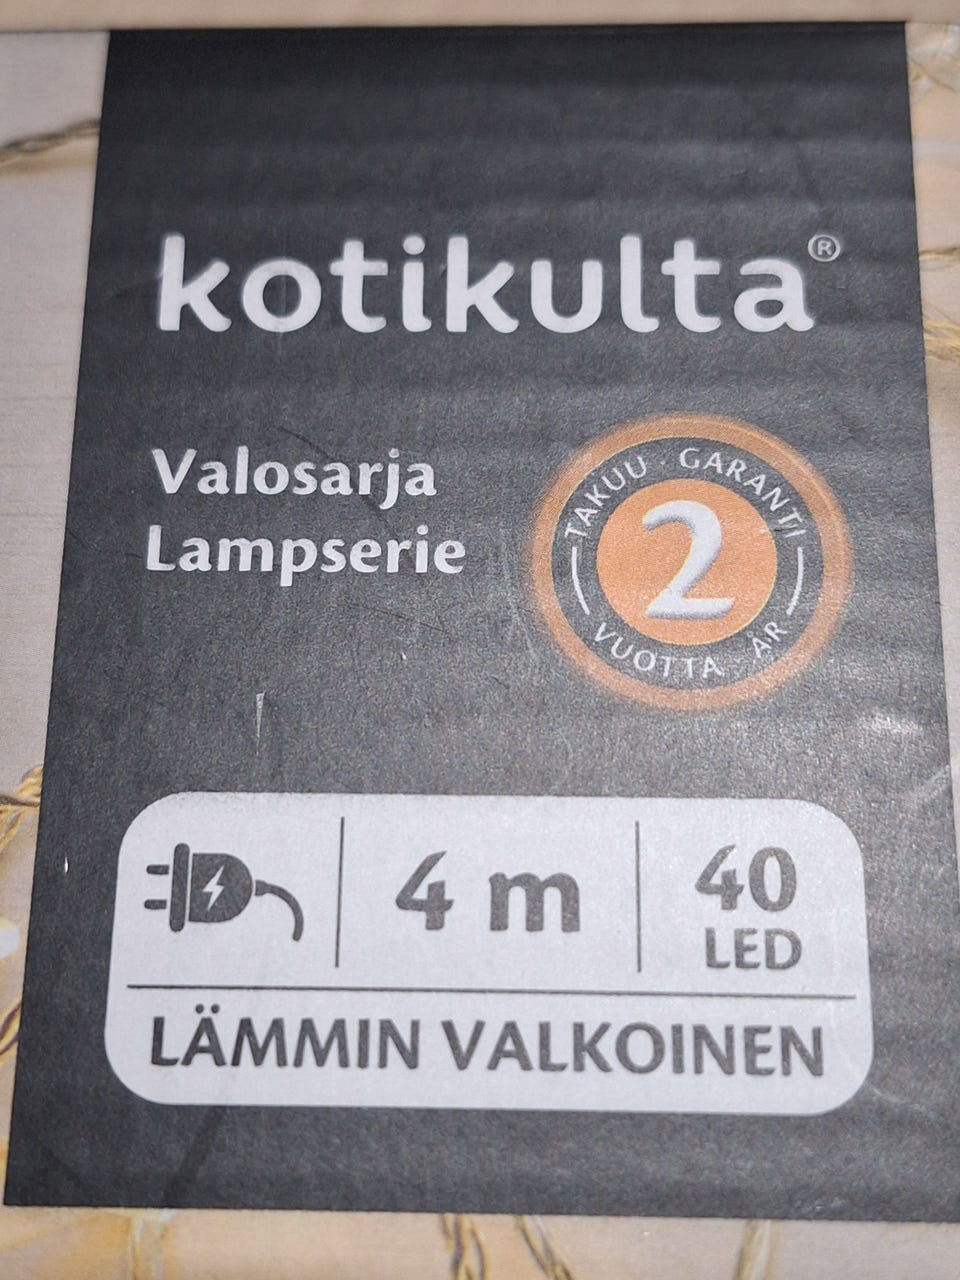 kotikulta®
Valosarja
Lampserie
TAKUU · GARANTI
2
VUOTTA ÅR
4 m
40
LED
LÄMMIN VALKOINEN